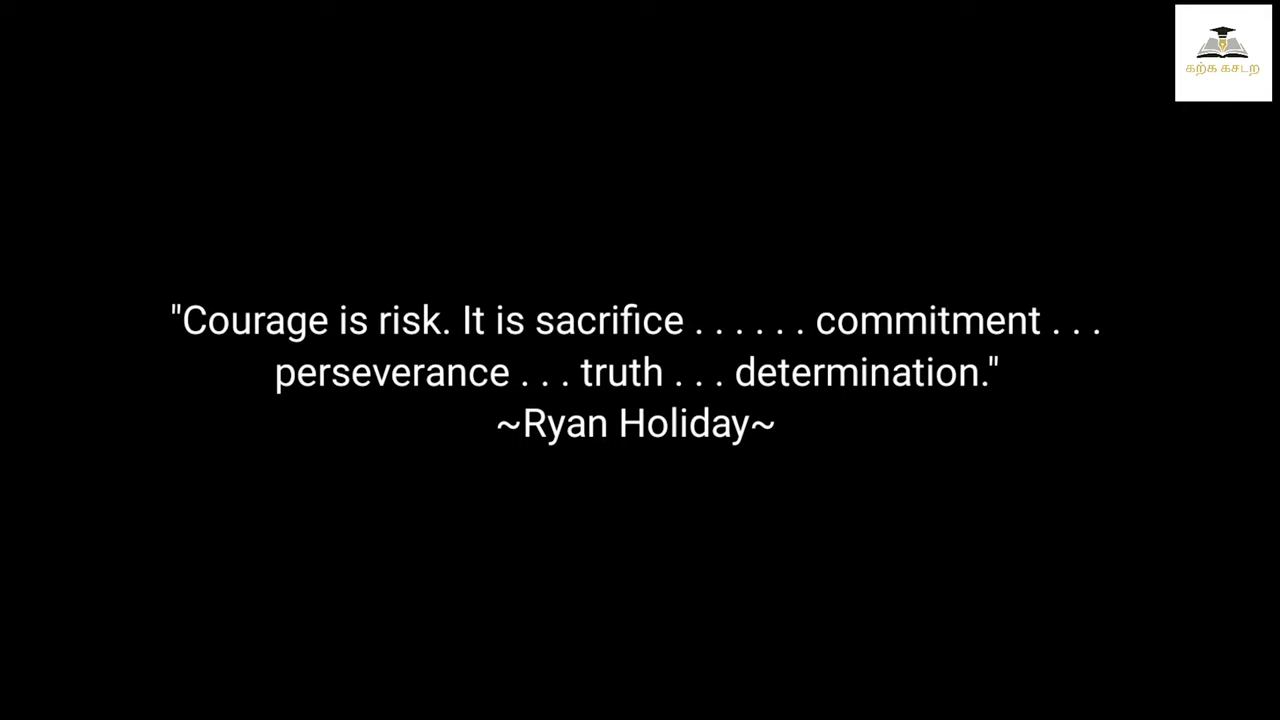 கற்க கசடற
"Courage is risk. It is sacrifice . . . . . . commitment . . .
perseverance . . . truth . . . determination."
~Ryan Holiday~